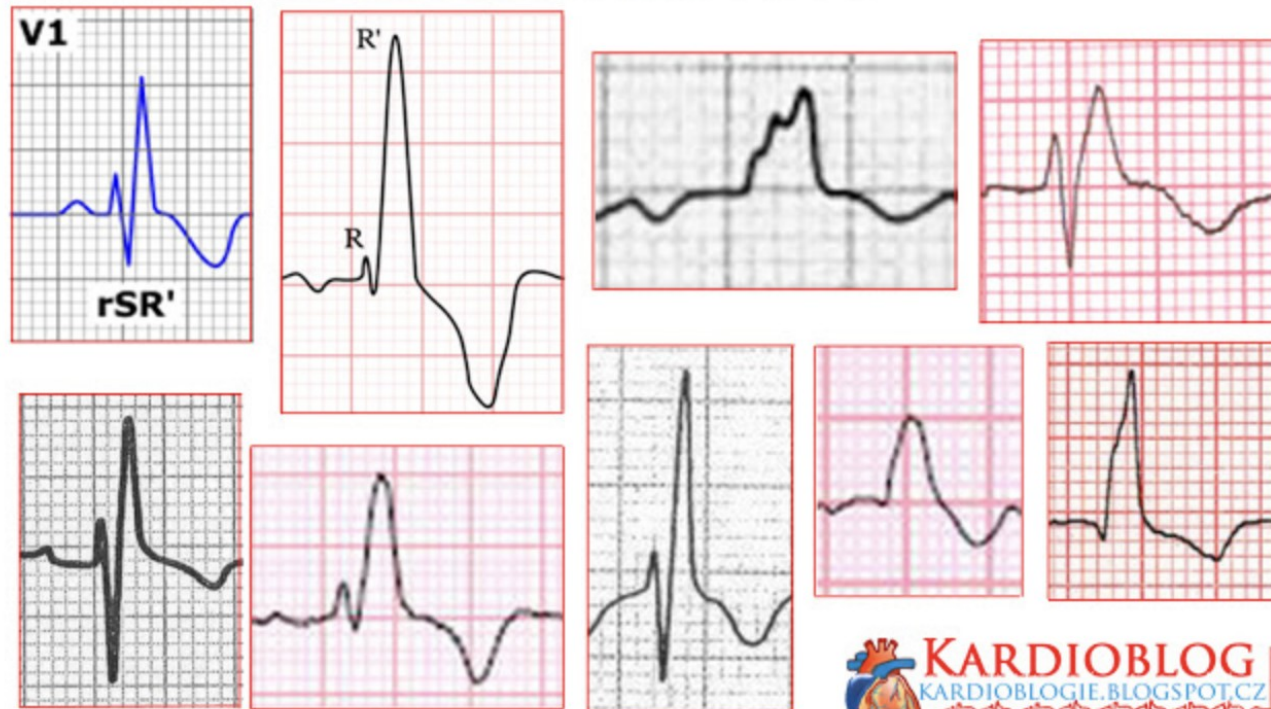 V1
rSR'
R'
R
KARDIOBLOG
KARDIOBLOGIE.BLOGSPOT.CZ